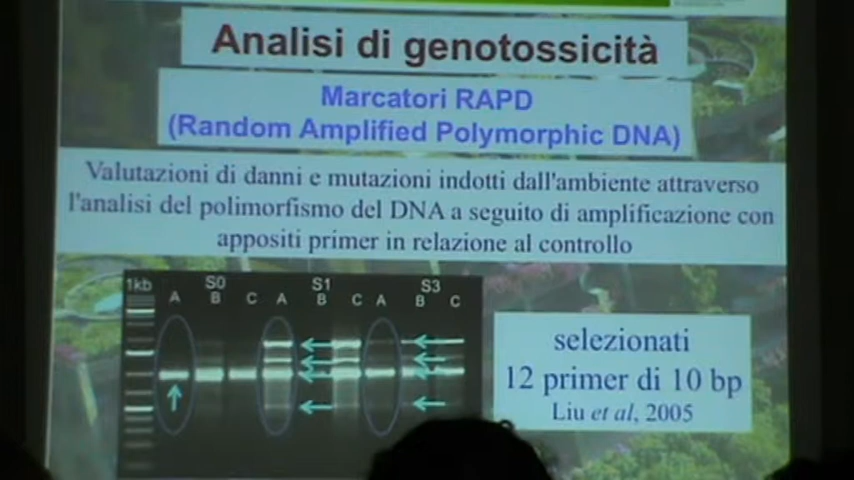 Analisi di genotossicità
Marcatori RAPD
(Random Amplified Polymorphic DNA)
Valutazioni di danni e mutazioni indotti dall'ambiente attraverso
l'analisi del polimorfismo del DNA a seguito di amplificazione con
appositi primer in relazione al controllo
1kb S0 S1 S3
A B C A B C A B C
selezionati
12 primer di 10 bp
Liu et al, 2005